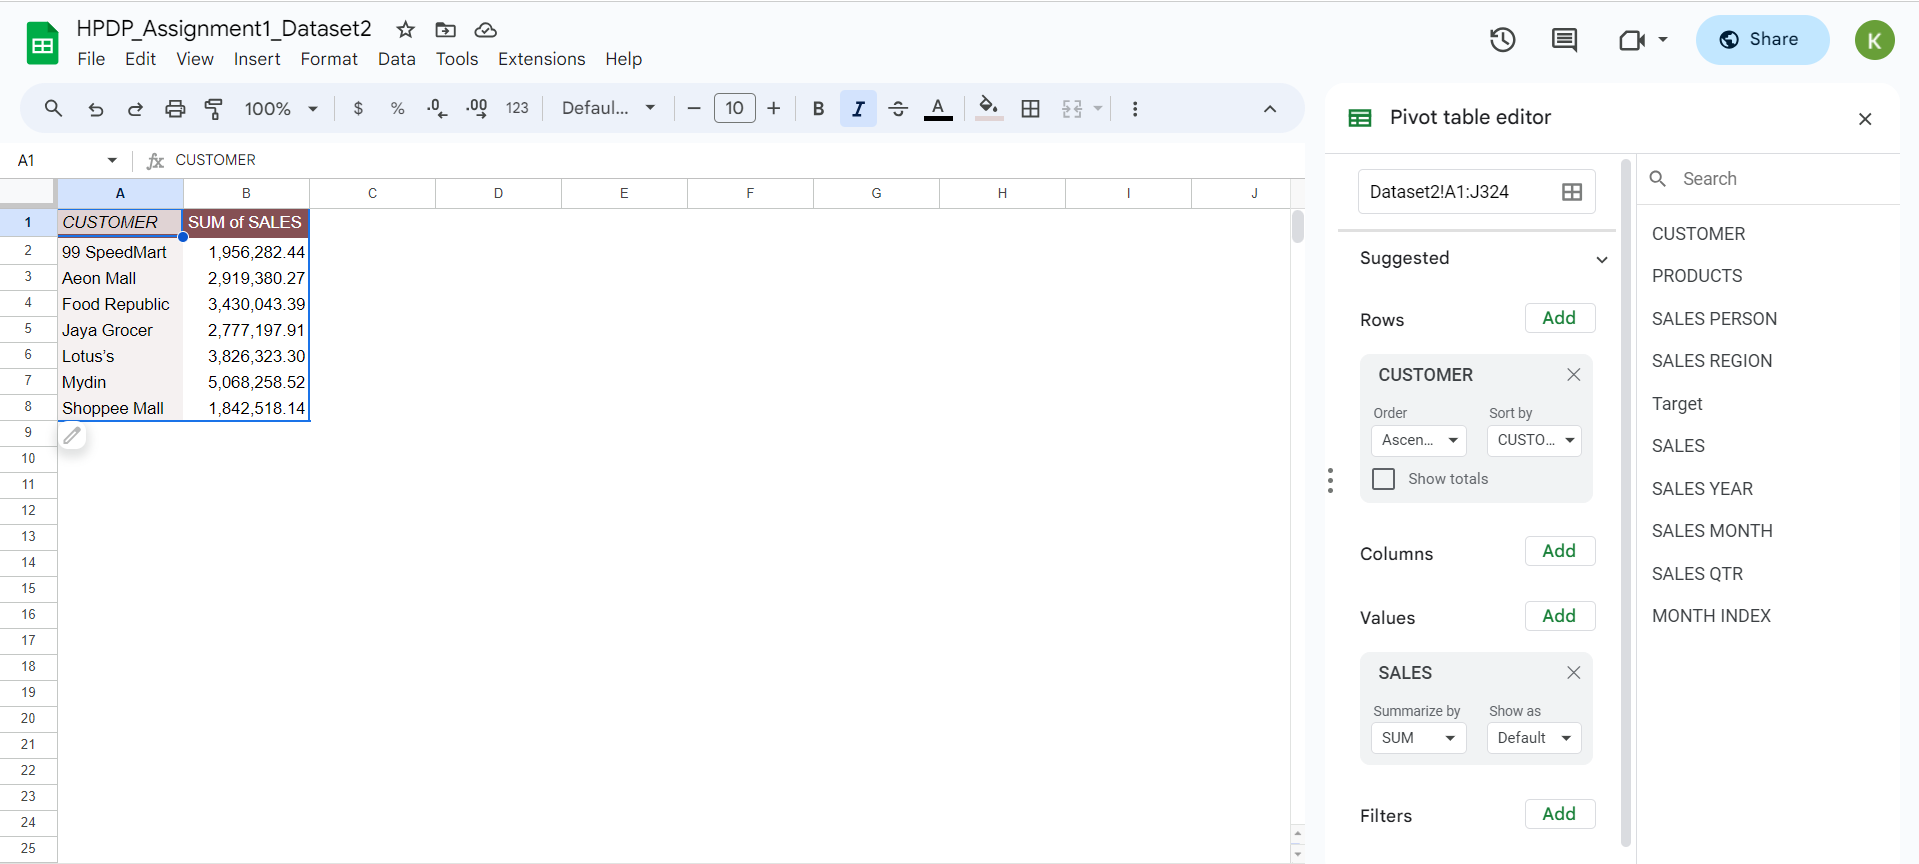 HPDP_Assignment1_Dataset2
File Edit View Insert Format Data Tools Extensions Help
Share
K
100% $ % .0 .00 123 Defaul... − 10 + B I A
Pivot table editor
A1 fx CUSTOMER
A B C D E F G H I J
1 CUSTOMER SUM of SALES
2 99 SpeedMart 1,956,282.44
3 Aeon Mall 2,919,380.27
4 Food Republic 3,430,043.39
5 Jaya Grocer 2,777,197.91
6 Lotus's 3,826,323.30
7 Mydin 5,068,258.52
8 Shoppee Mall 1,842,518.14
9
10
11
12
13
14
15
16
17
18
19
20
21
22
23
24
25
Dataset2!A1:J324
Suggested
Rows Add
CUSTOMER
Order Sort by
Ascen... CUSTO...
Show totals
Columns Add
Values Add
SALES
Summarize by Show as
SUM Default
Filters Add
Search
CUSTOMER
PRODUCTS
SALES PERSON
SALES REGION
Target
SALES
SALES YEAR
SALES MONTH
SALES QTR
MONTH INDEX